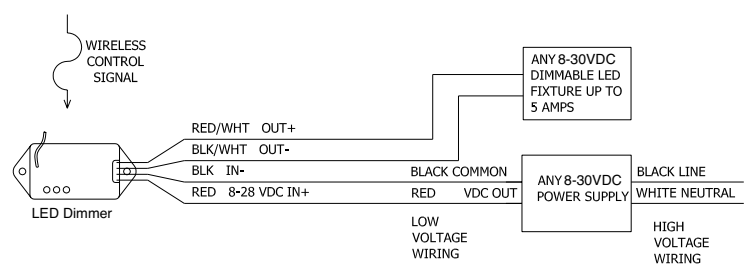 WIRELESS
CONTROL
SIGNAL
ANY 8-30VDC
DIMMABLE LED
FIXTURE UP TO
5 AMPS
RED/WHT OUT+
BLK/WHT OUT-
BLK IN-
RED 8-28 VDC IN+
LED Dimmer
BLACK COMMON
RED VDC OUT
ANY 8-30VDC
POWER SUPPLY
BLACK LINE
WHITE NEUTRAL
LOW
VOLTAGE
WIRING
HIGH
VOLTAGE
WIRING